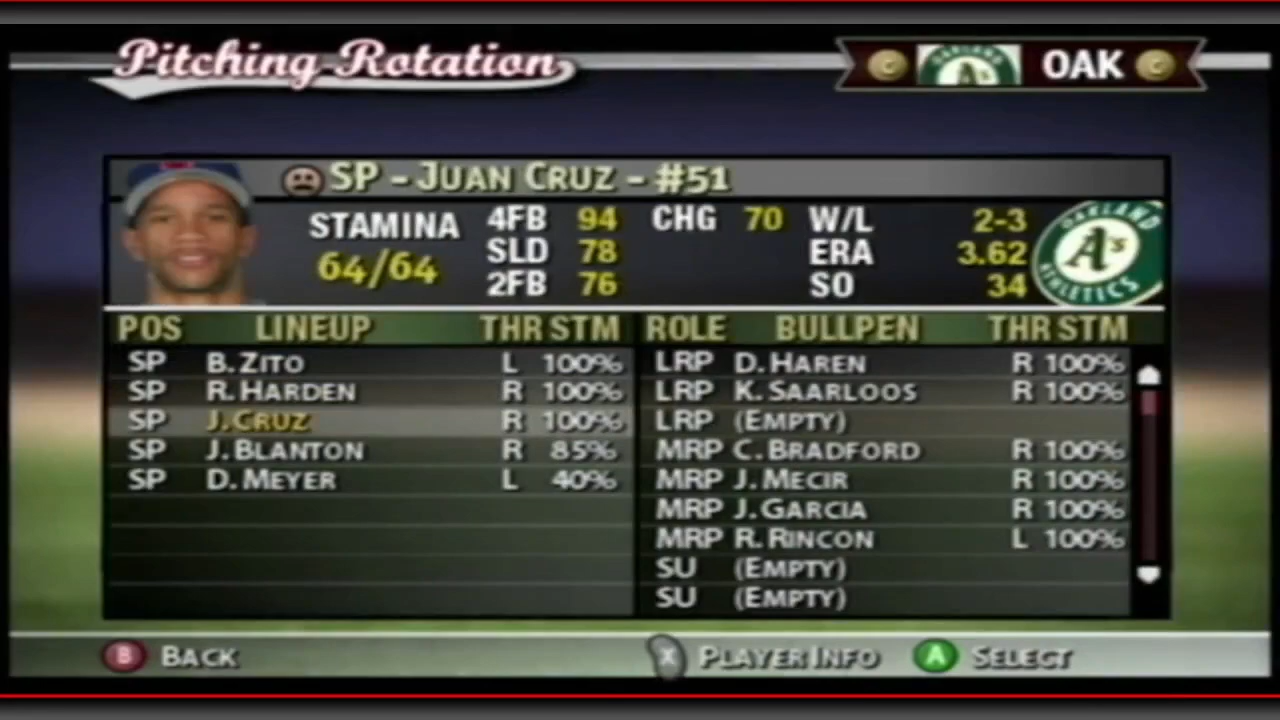 Pitching Rotation
C OAKLAND A's OAK C
SP - JUAN CRUZ - #51
STAMINA 4FB 94 CHG 70 W/L 2-3
64/64 SLD 78 ERA 3.62
2FB 76 SO 34
OAKLAND A's ATHLETICS
POS LINEUP THR STM ROLE BULLPEN THR STM
SP B. ZITO L 100% LRP D. HAREN R 100%
SP R. HARDEN R 100% LRP K. SAARLOOS R 100%
SP J. CRUZ R 100% LRP (EMPTY)
SP J. BLANTON R 85% MRP C. BRADFORD R 100%
SP D. MEYER L 40% MRP J. MECIR R 100%
MRP J. GARCIA R 100%
MRP R. RINCON L 100%
SU (EMPTY)
SU (EMPTY)
B BACK X PLAYER INFO A SELECT